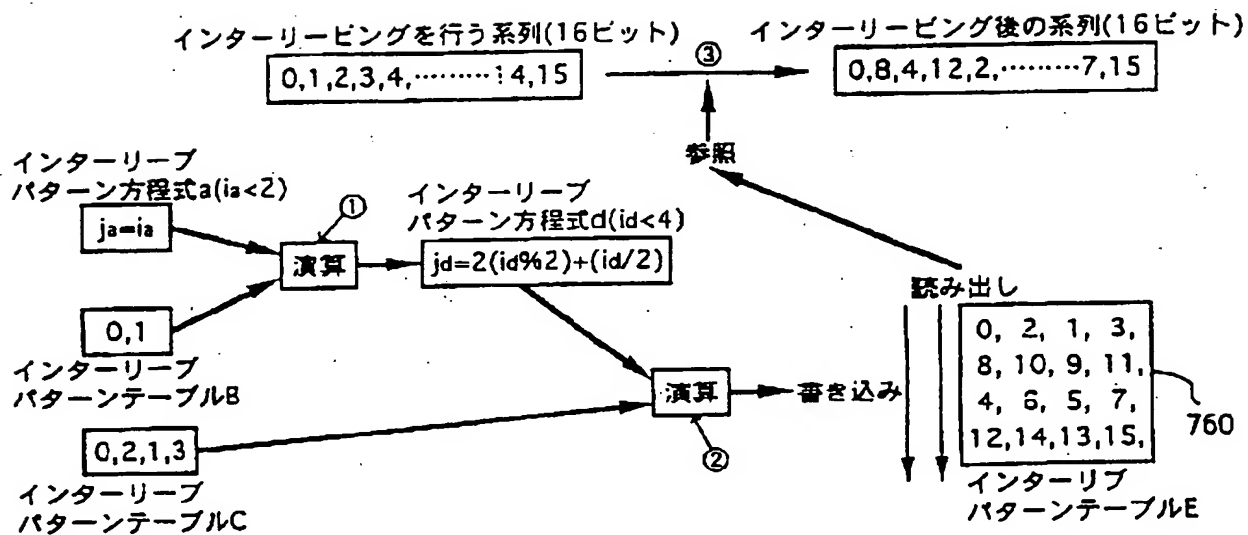 インターリービングを行う系列(16ビット)
0,1,2,3,4,………14,15
③
インターリービング後の系列(16ビット)
0,8,4,12,2,………7,15
参照
インターリーブ
パターン方程式a(ia<2)
ja=ia
①
演算
インターリーブ
パターン方程式d(id<4)
jd=2(id%2)+(id/2)
0,1
インターリーブ
パターンテーブルB
演算
②
書き込み
読み出し
0, 2, 1, 3,
8, 10, 9, 11,
4, 6, 5, 7,
12,14,13,15,
760
インターリブ
パターンテーブルE
0,2,1,3
インターリーブ
パターンテーブルC